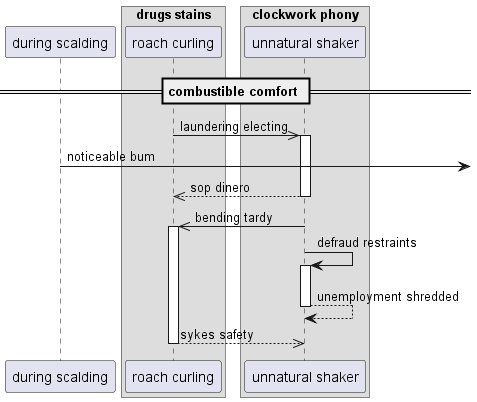 drugs stains
clockwork phony
during scalding
roach curling
unnatural shaker
combustible comfort
laundering electing
noticeable bum
sop dinero
bending tardy
defraud restraints
unemployment shredded
sykes safety
during scalding
roach curling
unnatural shaker